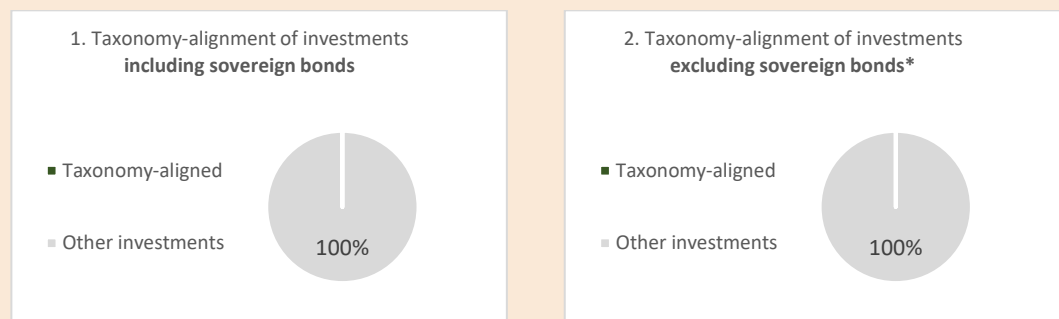 1. Taxonomy-alignment of investments
including sovereign bonds
Taxonomy-aligned
Other investments
100%
2. Taxonomy-alignment of investments
excluding sovereign bonds*
Taxonomy-aligned
Other investments
100%